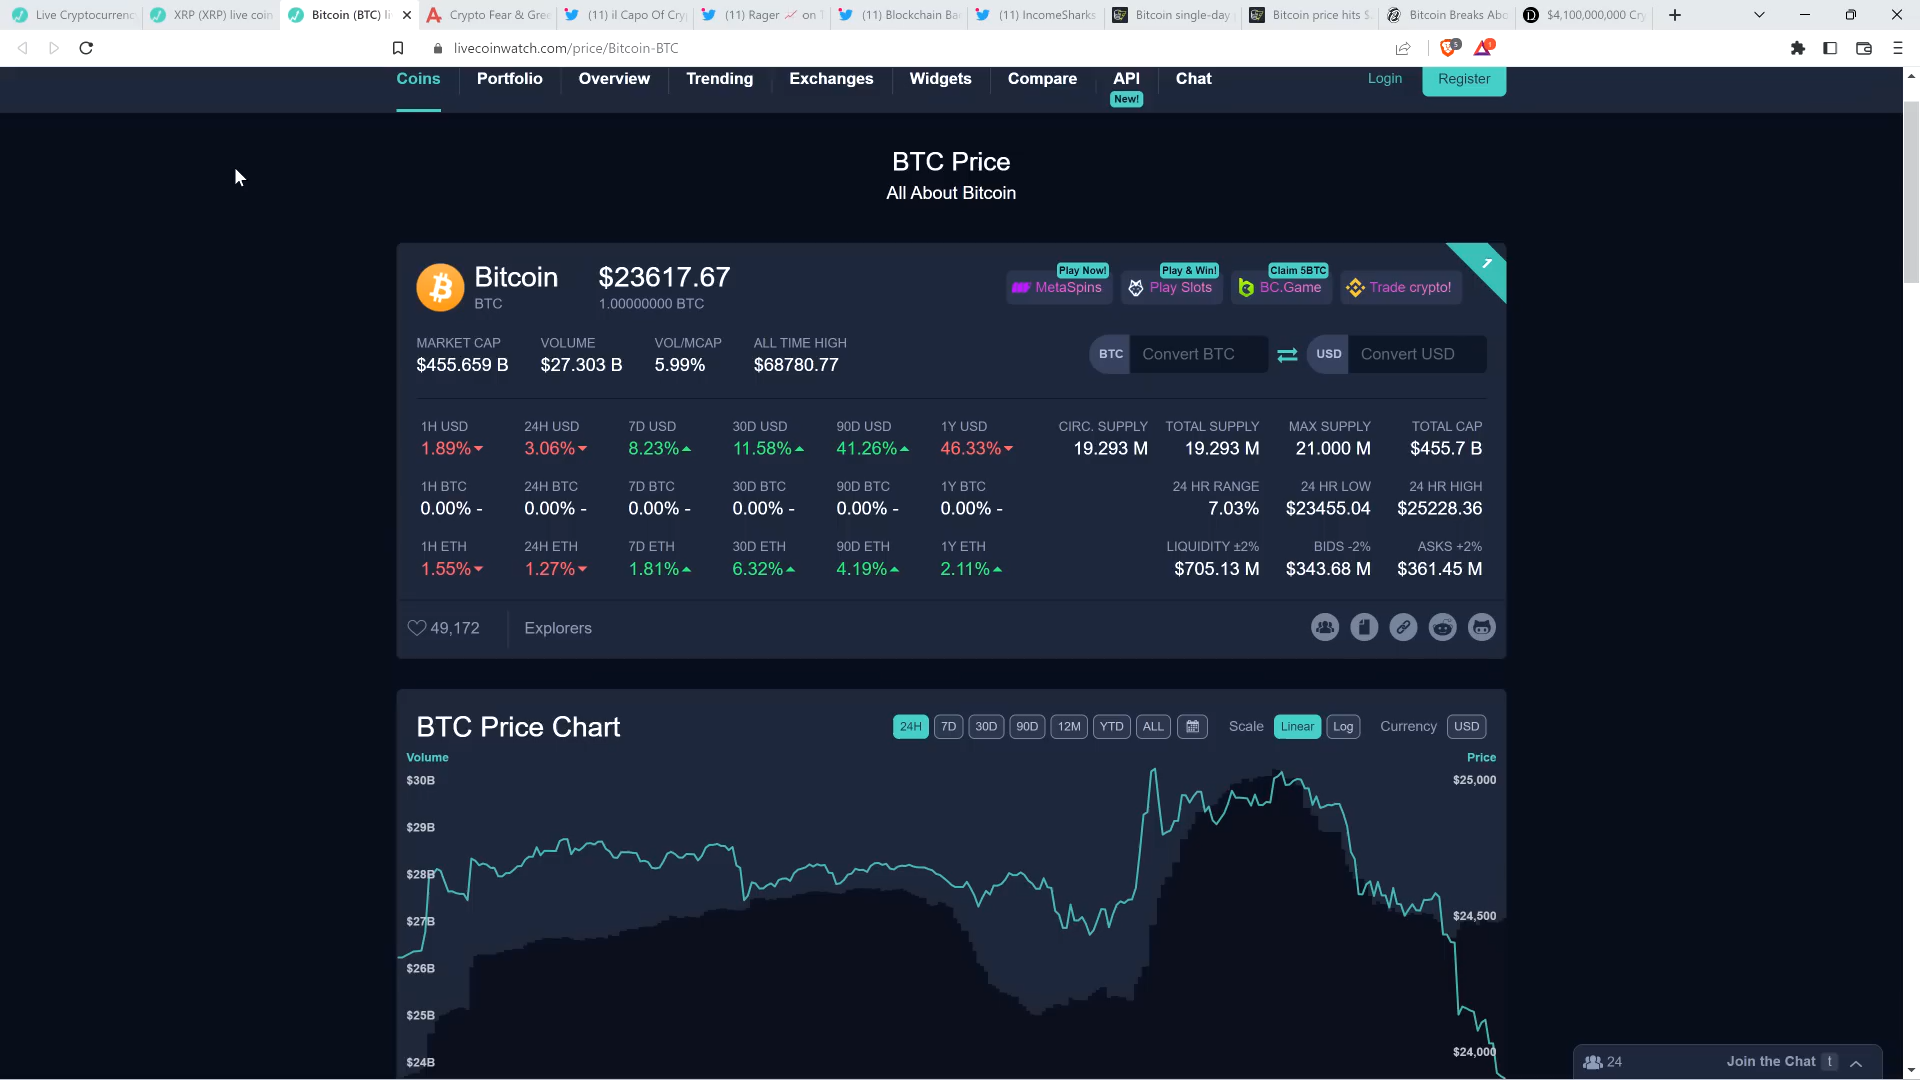 Live Cryptocurrenc
XRP (XRP) live coin
Bitcoin (BTC) li
Crypto Fear & Gre
(11) il Capo Of Cry
(11) Rager
on T
(11) Blockchain Ba
(11) IncomeSharks
Bitcoin single-day
Bitcoin price hits $
Bitcoin Breaks Abo
$4,100,000,000 Cr
livecoinwatch.com/price/Bitcoin-BTC
Coins Portfolio Overview Trending Exchanges Widgets Compare API Chat Login Register
New!
BTC Price
All About Bitcoin
Bitcoin $23617.67
BTC 1.00000000 BTC
Play Now! Play & Win! Claim 5BTC
MetaSpins Play Slots BC.Game Trade crypto!
1
MARKET CAP VOLUME VOL/MCAP ALL TIME HIGH
$455.659 B $27.303 B 5.99% $68780.77
BTC Convert BTC USD Convert USD
1H USD 24H USD 7D USD 30D USD 90D USD 1Y USD CIRC. SUPPLY TOTAL SUPPLY MAX SUPPLY TOTAL CAP
1.89% 3.06% 8.23% 11.58% 41.26% 46.33% 19.293 M 19.293 M 21.000 M $455.7 B
1H BTC 24H BTC 7D BTC 30D BTC 90D BTC 1Y BTC 24 HR RANGE 24 HR LOW 24 HR HIGH
0.00% - 0.00% - 0.00% - 0.00% - 0.00% - 0.00% - 7.03% $23455.04 $25228.36
1H ETH 24H ETH 7D ETH 30D ETH 90D ETH 1Y ETH LIQUIDITY ±2% BIDS -2% ASKS +2%
1.55% 1.27% 1.81% 6.32% 4.19% 2.11% $705.13 M $343.68 M $361.45 M
49,172 Explorers
BTC Price Chart 24H 7D 30D 90D 12M YTD ALL Scale Linear Log Currency USD
Volume Price
$30B $25,000
$29B
$28B
$27B $24,500
$26B
$25B
$24B $24,000
24 Join the Chat t